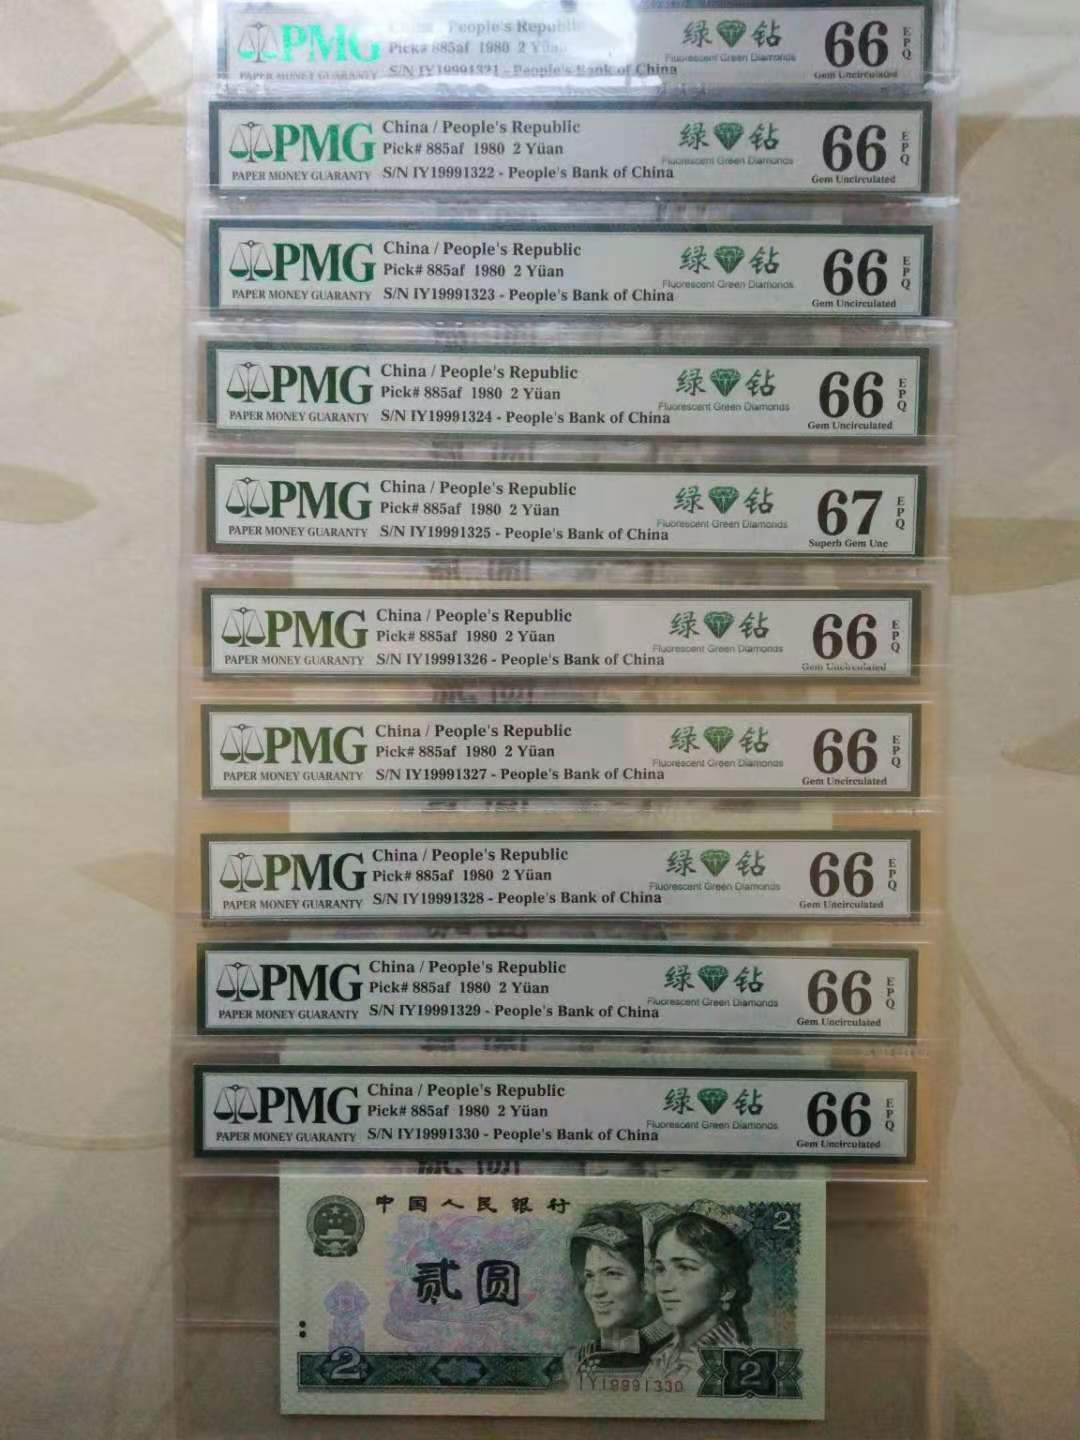 PMG
China / People's Republic
Pick# 885af 1980 2 Yüan
S/N IY19991321 - People's Bank of China
PAPER MONEY GUARANTY
绿钻
Fluorescent Green Diamonds
66 EPQ
Gem Uncirculated
PMG
China / People's Republic
Pick# 885af 1980 2 Yüan
S/N IY19991322 - People's Bank of China
PAPER MONEY GUARANTY
绿钻
Fluorescent Green Diamonds
66 EPQ
Gem Uncirculated
PMG
China / People's Republic
Pick# 885af 1980 2 Yüan
S/N IY19991323 - People's Bank of China
PAPER MONEY GUARANTY
绿钻
Fluorescent Green Diamonds
66 EPQ
Gem Uncirculated
PMG
China / People's Republic
Pick# 885af 1980 2 Yüan
S/N IY19991324 - People's Bank of China
PAPER MONEY GUARANTY
绿钻
Fluorescent Green Diamonds
66 EPQ
Gem Uncirculated
PMG
China / People's Republic
Pick# 885af 1980 2 Yüan
S/N IY19991325 - People's Bank of China
PAPER MONEY GUARANTY
绿钻
Fluorescent Green Diamonds
67 EPQ
Superb Gem Unc
PMG
China / People's Republic
Pick# 885af 1980 2 Yüan
S/N IY19991326 - People's Bank of China
PAPER MONEY GUARANTY
绿钻
Fluorescent Green Diamonds
66 EPQ
Gem Uncirculated
PMG
China / People's Republic
Pick# 885af 1980 2 Yüan
S/N IY19991327 - People's Bank of China
PAPER MONEY GUARANTY
绿钻
Fluorescent Green Diamonds
66 EPQ
Gem Uncirculated
PMG
China / People's Republic
Pick# 885af 1980 2 Yüan
S/N IY19991328 - People's Bank of China
PAPER MONEY GUARANTY
绿钻
Fluorescent Green Diamonds
66 EPQ
Gem Uncirculated
PMG
China / People's Republic
Pick# 885af 1980 2 Yüan
S/N IY19991329 - People's Bank of China
PAPER MONEY GUARANTY
绿钻
Fluorescent Green Diamonds
66 EPQ
Gem Uncirculated
PMG
China / People's Republic
Pick# 885af 1980 2 Yüan
S/N IY19991330 - People's Bank of China
PAPER MONEY GUARANTY
绿钻
Fluorescent Green Diamonds
66 EPQ
Gem Uncirculated
中国人民银行
2
贰圆
2
2
IY19991330